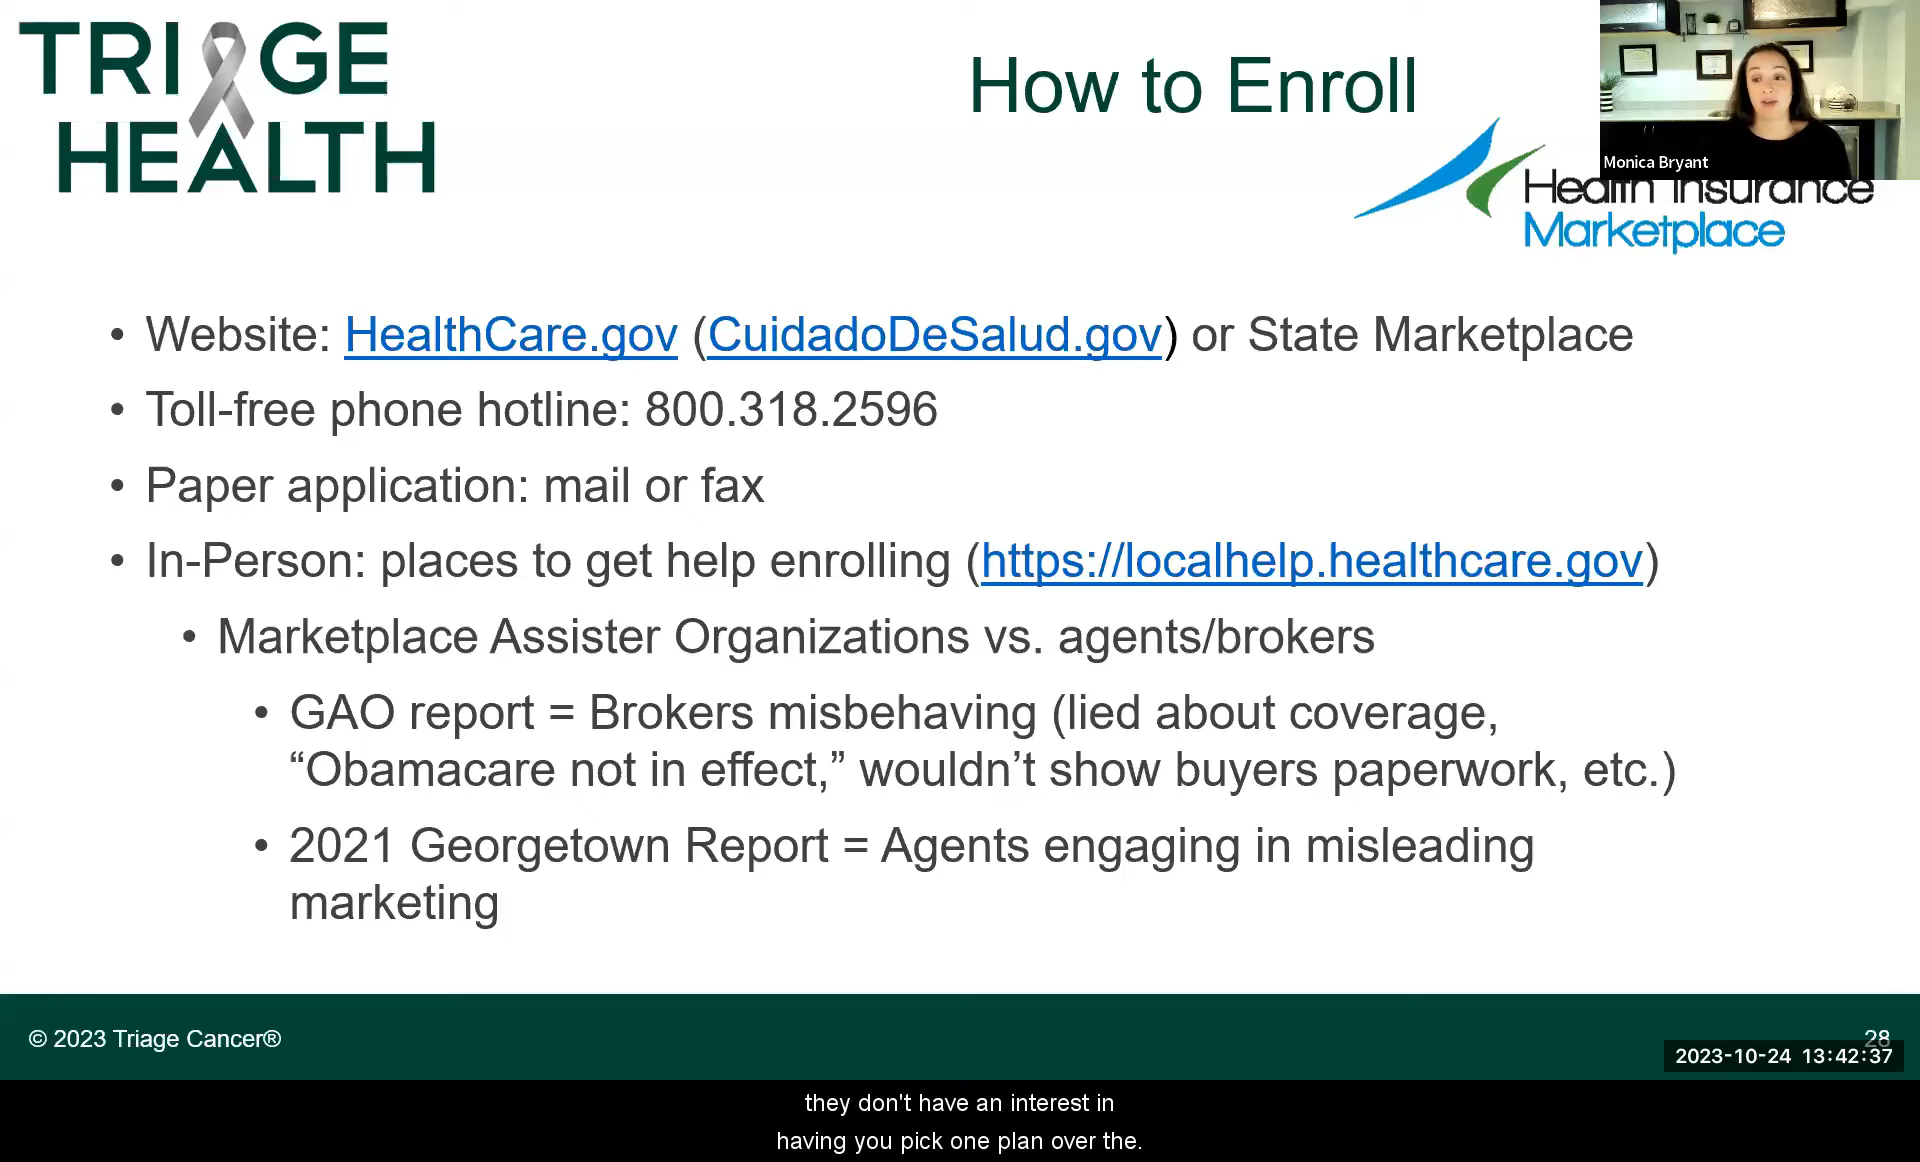 TRIAGE
HEALTH
How to Enroll
Monica Bryant
Health Insurance
Marketplace
• Website: HealthCare.gov (CuidadoDeSalud.gov) or State Marketplace
• Toll-free phone hotline: 800.318.2596
• Paper application: mail or fax
• In-Person: places to get help enrolling (https://localhelp.healthcare.gov)
• Marketplace Assister Organizations vs. agents/brokers
• GAO report = Brokers misbehaving (lied about coverage,
“Obamacare not in effect,” wouldn’t show buyers paperwork, etc.)
• 2021 Georgetown Report = Agents engaging in misleading
marketing
© 2023 Triage Cancer®
28
2023-10-24 13:42:37
they don't have an interest in
having you pick one plan over the.